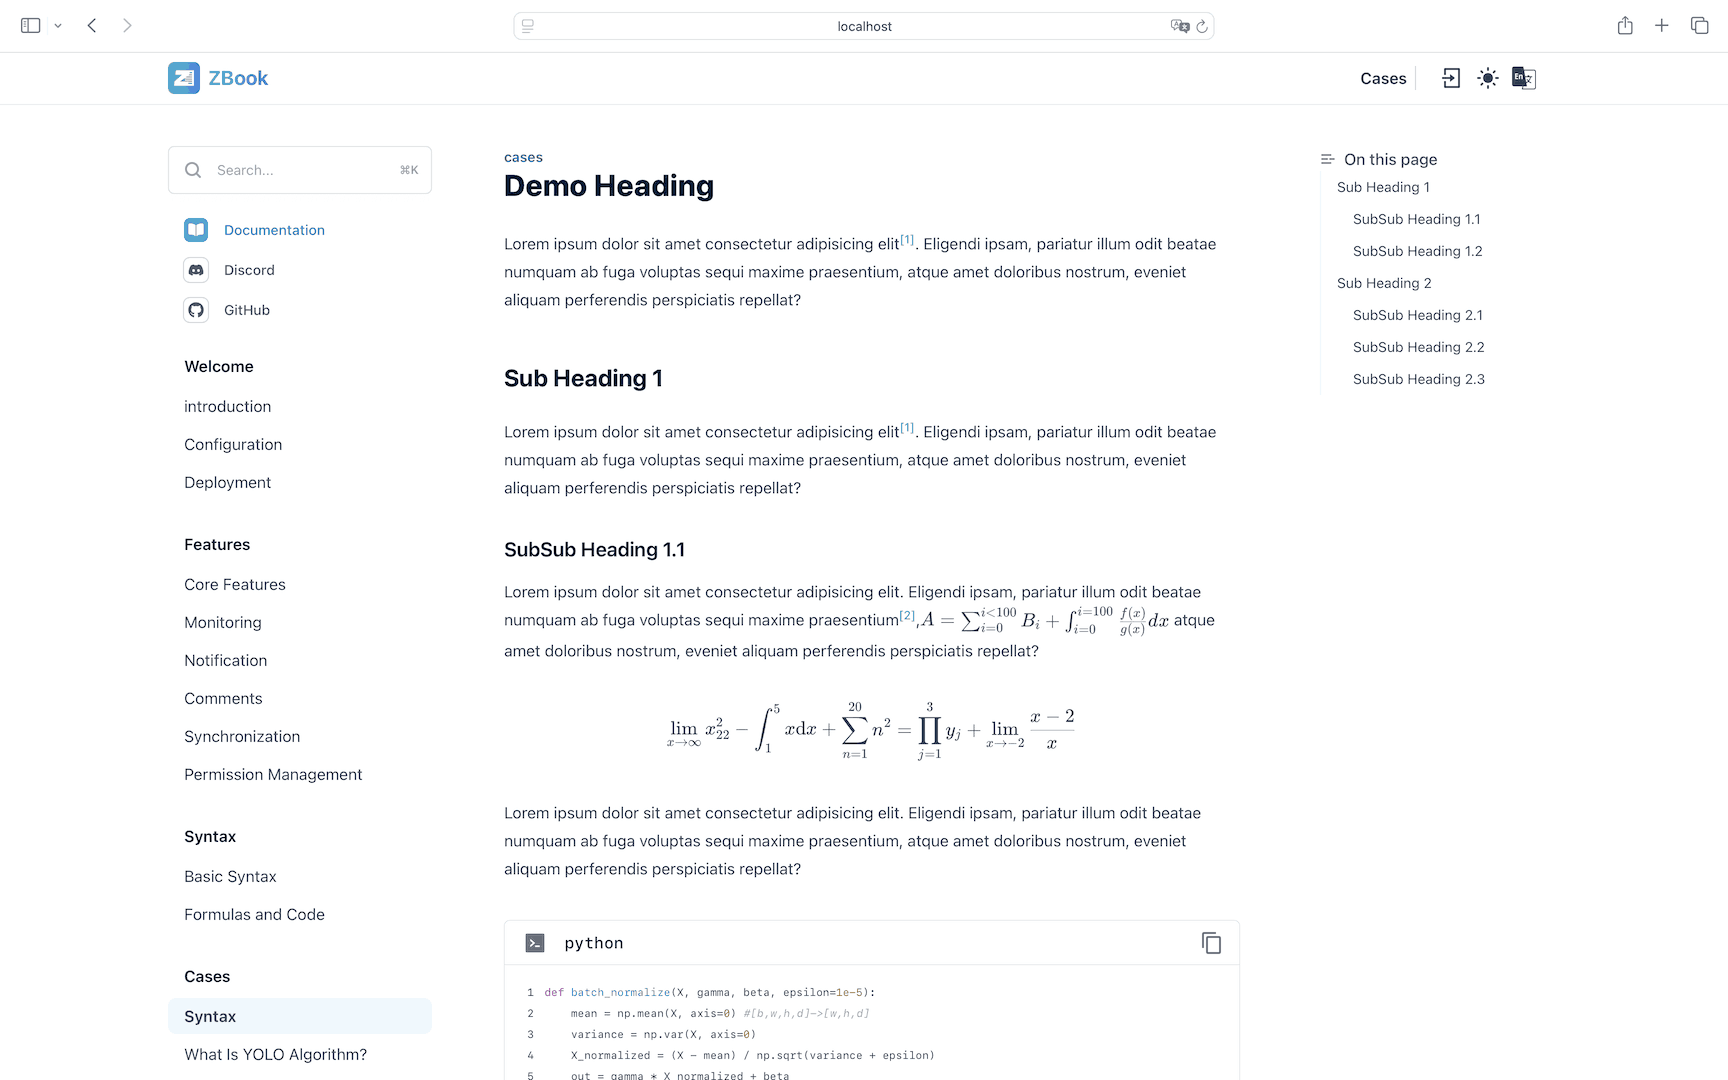 localhost
ZBook
Cases
En
Search...
⌘K
Documentation
Discord
GitHub
Welcome
introduction
Configuration
Deployment
Features
Core Features
Monitoring
Notification
Comments
Synchronization
Permission Management
Syntax
Basic Syntax
Formulas and Code
Cases
Syntax
What Is YOLO Algorithm?
cases
Demo Heading
Lorem ipsum dolor sit amet consectetur adipisicing elit[1]. Eligendi ipsam, pariatur illum odit beatae
numquam ab fuga voluptas sequi maxime praesentium, atque amet doloribus nostrum, eveniet
aliquam perferendis perspiciatis repellat?
Sub Heading 1
Lorem ipsum dolor sit amet consectetur adipisicing elit[1]. Eligendi ipsam, pariatur illum odit beatae
numquam ab fuga voluptas sequi maxime praesentium, atque amet doloribus nostrum, eveniet
aliquam perferendis perspiciatis repellat?
SubSub Heading 1.1
Lorem ipsum dolor sit amet consectetur adipisicing elit. Eligendi ipsam, pariatur illum odit beatae
numquam ab fuga voluptas sequi maxime praesentium[2],A = ∑_{i=0}^{i<100} B_i + ∫_{i=0}^{i=100} f(x)/g(x) dx atque
amet doloribus nostrum, eveniet aliquam perferendis perspiciatis repellat?
lim_{x→∞} x_{22}^2 − ∫_1^5 xdx + ∑_{n=1}^{20} n^2 = ∏_{j=1}^3 y_j + lim_{x→−2} (x − 2)/x
Lorem ipsum dolor sit amet consectetur adipisicing elit. Eligendi ipsam, pariatur illum odit beatae
numquam ab fuga voluptas sequi maxime praesentium, atque amet doloribus nostrum, eveniet
aliquam perferendis perspiciatis repellat?
python
1 def batch_normalize(X, gamma, beta, epsilon=1e-5):
2     mean = np.mean(X, axis=0) #[b,w,h,d]->[w,h,d]
3     variance = np.var(X, axis=0)
4     X_normalized = (X - mean) / np.sqrt(variance + epsilon)
5     out = gamma * X_normalized + beta
On this page
Sub Heading 1
SubSub Heading 1.1
SubSub Heading 1.2
Sub Heading 2
SubSub Heading 2.1
SubSub Heading 2.2
SubSub Heading 2.3